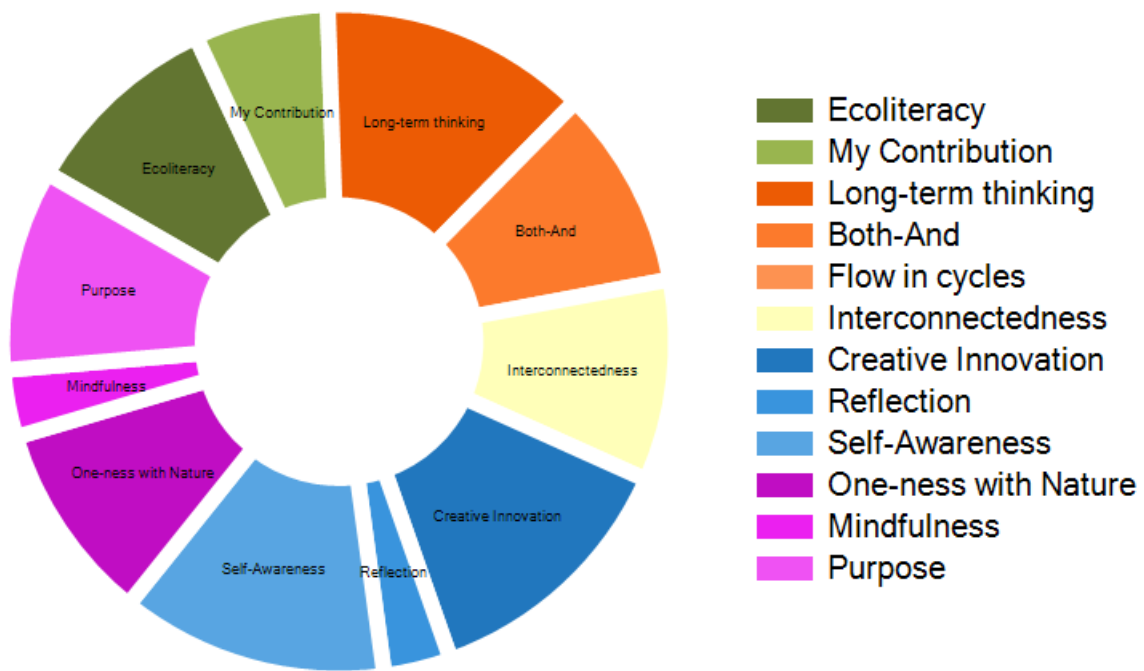 My Contribution
Long-term thinking
Ecoliteracy
Both-And
Purpose
Interconnectedness
Mindfulness
One-ness with Nature
Creative Innovation
Self-Awareness
Reflection
Ecoliteracy
My Contribution
Long-term thinking
Both-And
Flow in cycles
Interconnectedness
Creative Innovation
Reflection
Self-Awareness
One-ness with Nature
Mindfulness
Purpose